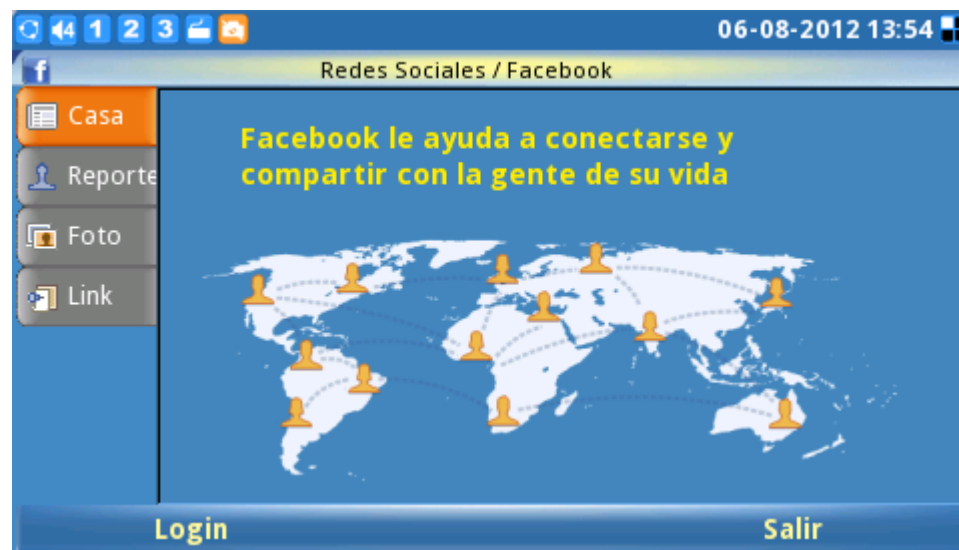 4 1 2 3 06-08-2012 13:54
f Redes Sociales / Facebook
Casa
Reporte
Foto
Link
Facebook le ayuda a conectarse y
compartir con la gente de su vida
Login Salir